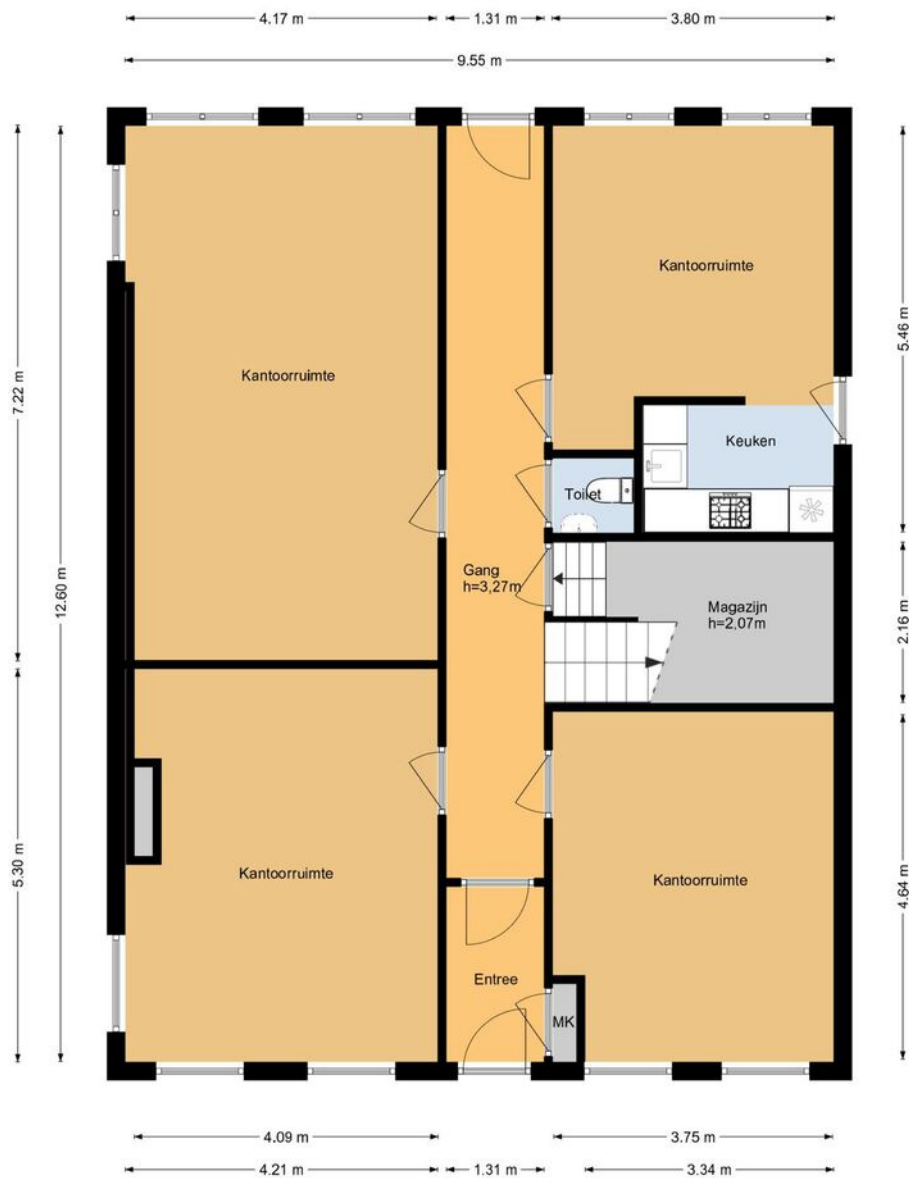 4.17 m
1.31 m
3.80 m
9.55 m
7.22 m
12.60 m
5.30 m
5.46 m
2.16 m
4.64 m
Kantoorruimte
Kantoorruimte
Keuken
Toilet
Gang
h=3,27m
Magazijn
h=2,07m
Kantoorruimte
Kantoorruimte
Entree
MK
4.09 m
3.75 m
4.21 m
1.31 m
3.34 m